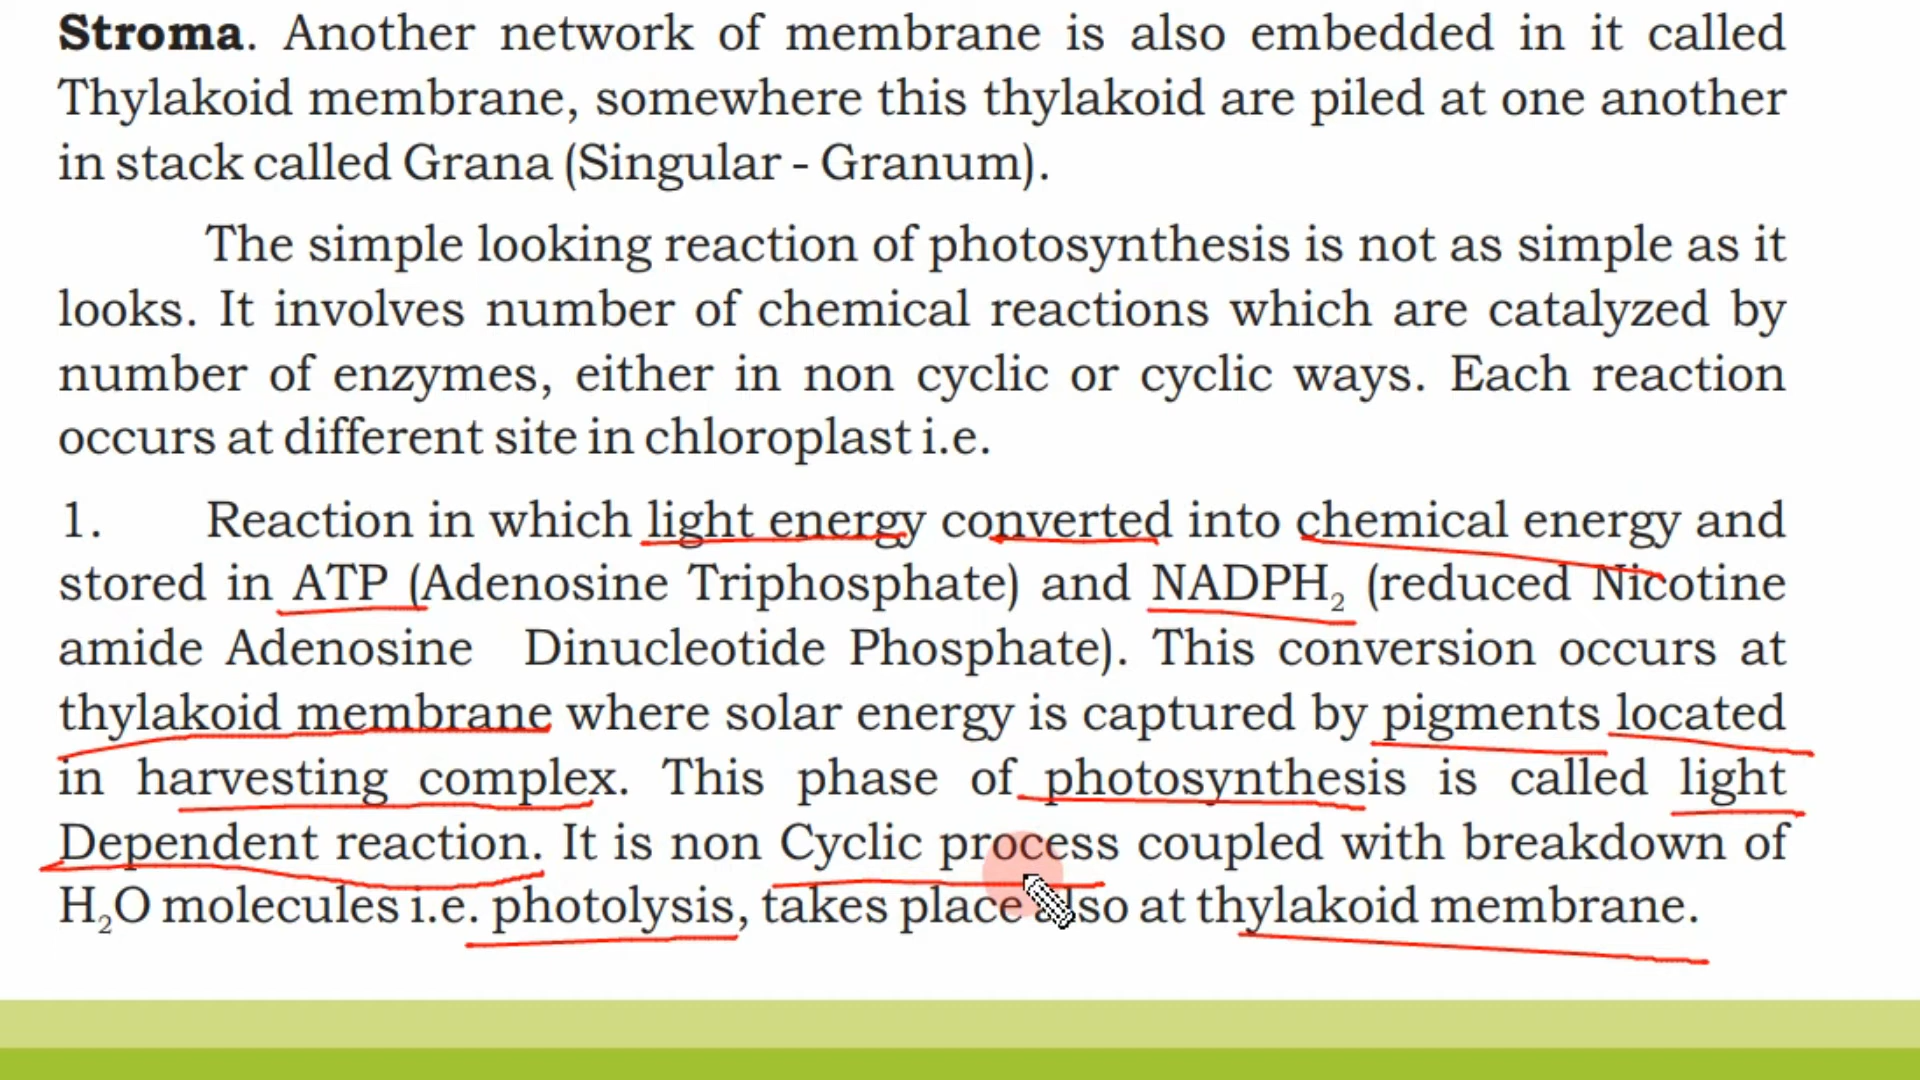 Stroma. Another network of membrane is also embedded in it called
Thylakoid membrane, somewhere this thylakoid are piled at one another
in stack called Grana (Singular - Granum).
The simple looking reaction of photosynthesis is not as simple as it
looks. It involves number of chemical reactions which are catalyzed by
number of enzymes, either in non cyclic or cyclic ways. Each reaction
occurs at different site in chloroplast i.e.
1. Reaction in which light energy converted into chemical energy and
stored in ATP (Adenosine Triphosphate) and NADPH₂ (reduced Nicotine
amide Adenosine Dinucleotide Phosphate). This conversion occurs at
thylakoid membrane where solar energy is captured by pigments located
in harvesting complex. This phase of photosynthesis is called light
Dependent reaction. It is non Cyclic process coupled with breakdown of
H₂O molecules i.e. photolysis, takes place also at thylakoid membrane.